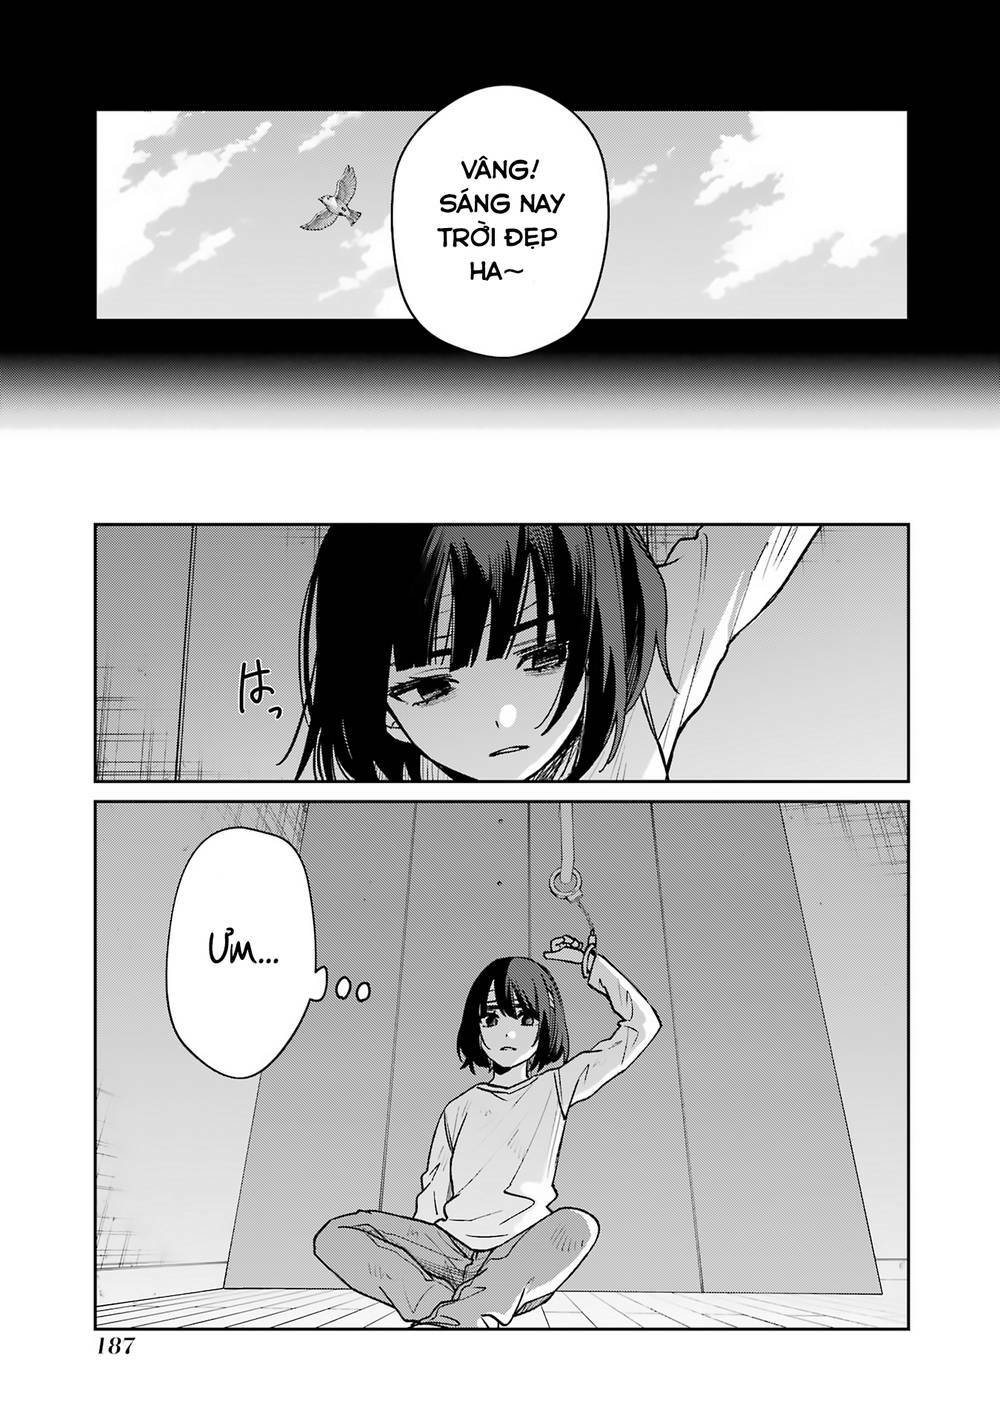 VÂNG!
SÁNG NAY
TRỜI ĐẸP
HA~
はっ
ƯM...
187